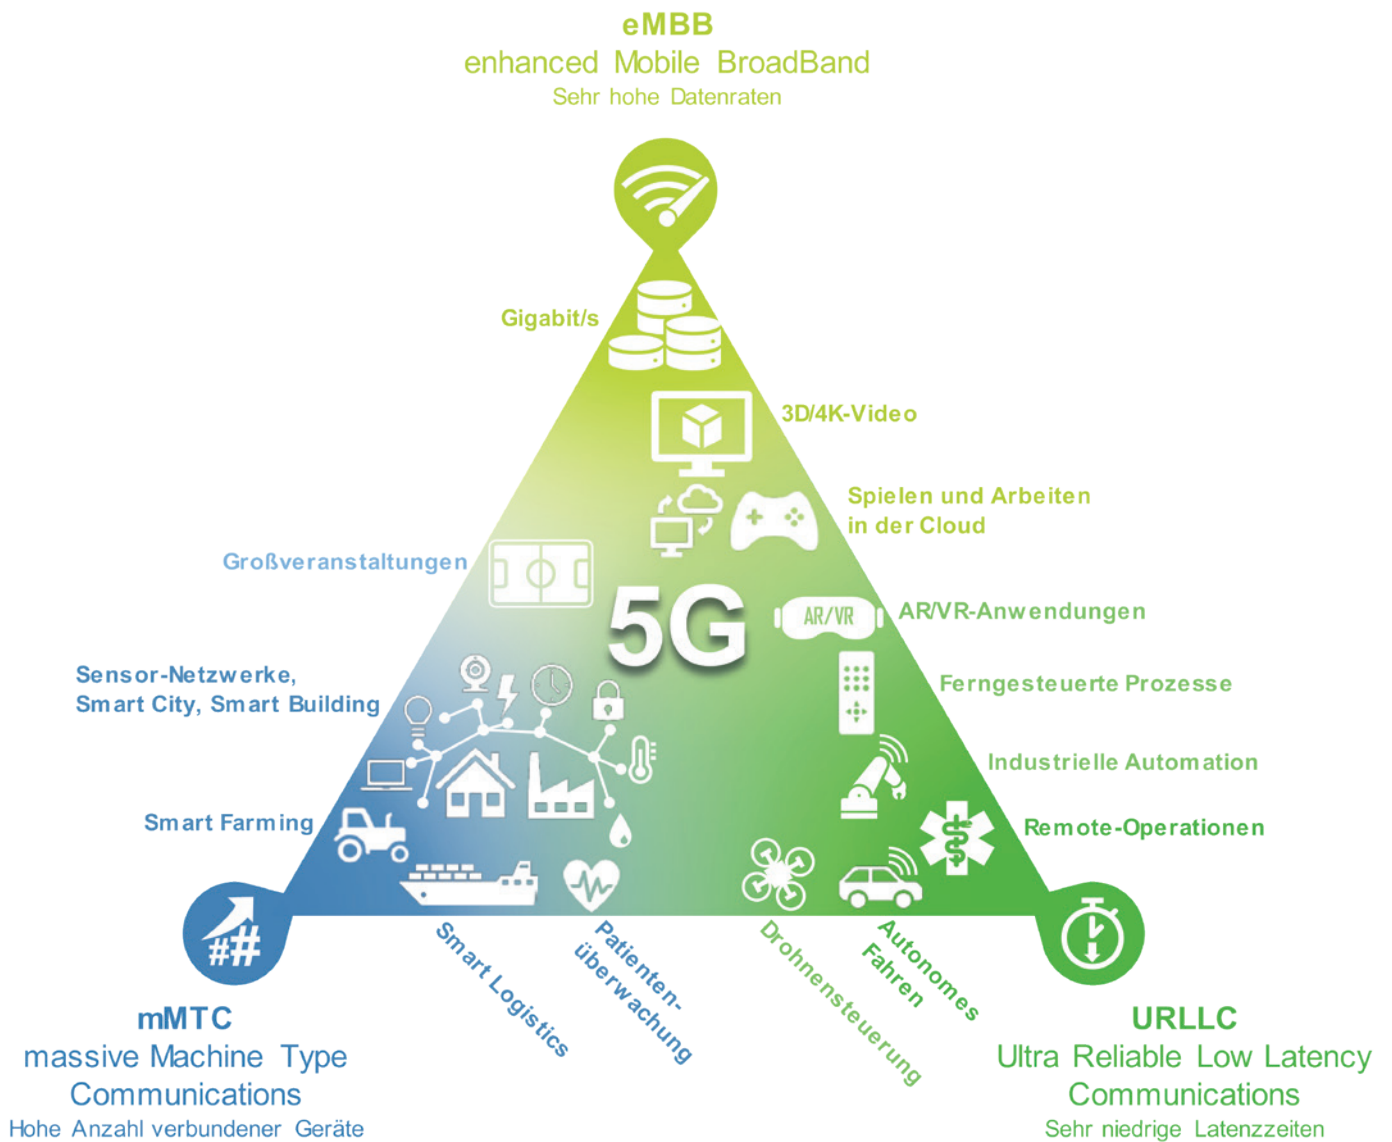 eMBB
enhanced Mobile BroadBand
Sehr hohe Datenraten
Gigabit/s
3D/4K-Video
Spielen und Arbeiten
in der Cloud
Großveranstaltungen
5G
AR/VR
AR/VR-Anwendungen
Sensor-Netzwerke,
Smart City, Smart Building
Ferngesteuerte Prozesse
Industrielle Automation
Smart Farming
Remote-Operationen
##
Smart Logistics
Patienten-
überwachung
Drohnensteuerung
Autonomes
Fahren
mMTC
massive Machine Type
Communications
Hohe Anzahl verbundener Geräte
URLLC
Ultra Reliable Low Latency
Communications
Sehr niedrige Latenzzeiten